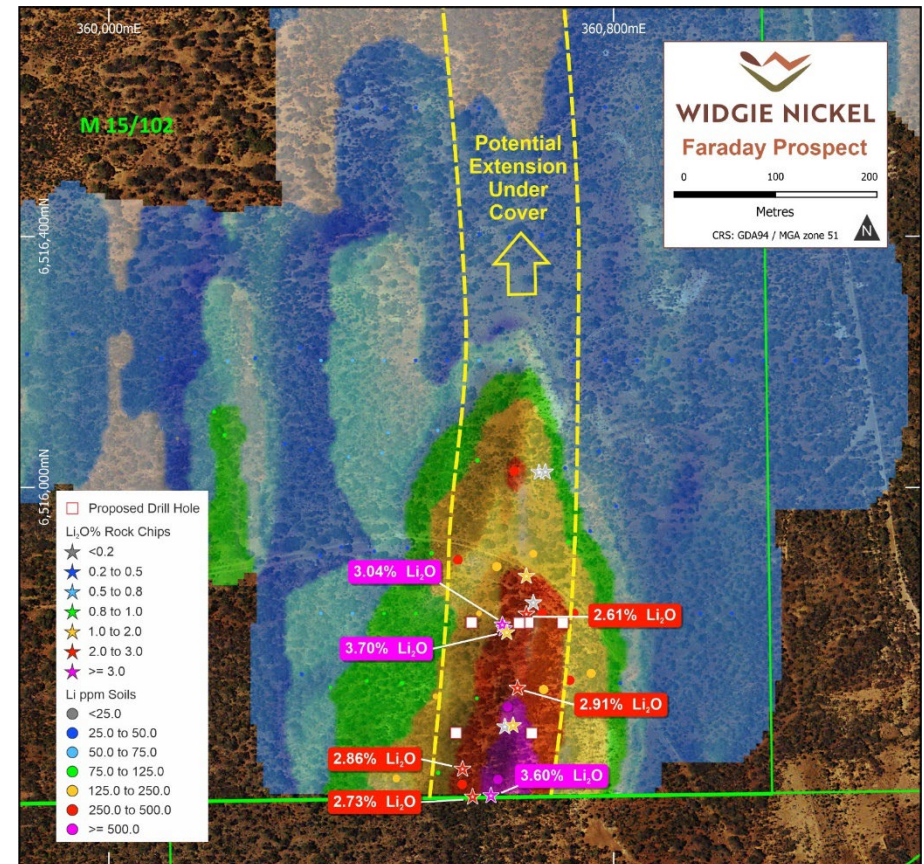 360,000mE
360,800mE
M 15/102
6,516,400mN
6,516,000mN
Potential
Extension
Under
Cover
WIDGIE NICKEL
Faraday Prospect
0 100 200
Metres
CRS: GDA94 / MGA zone 51
N
Proposed Drill Hole
Li₂O% Rock Chips
<0.2
0.2 to 0.5
0.5 to 0.8
0.8 to 1.0
1.0 to 2.0
2.0 to 3.0
>= 3.0
Li ppm Soils
<25.0
25.0 to 50.0
50.0 to 75.0
75.0 to 125.0
125.0 to 250.0
250.0 to 500.0
>= 500.0
3.04% Li₂O
2.61% Li₂O
3.70% Li₂O
2.91% Li₂O
2.86% Li₂O
3.60% Li₂O
2.73% Li₂O